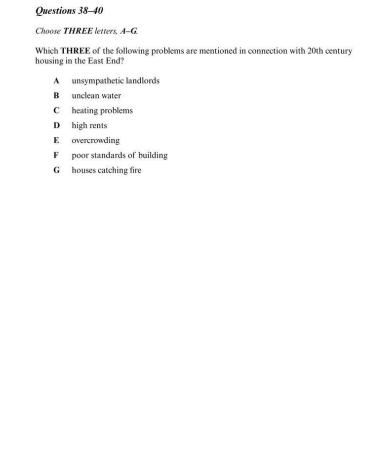 Questions 38–40
Choose THREE letters, A–G.
Which THREE of the following problems are mentioned in connection with 20th century
housing in the East End?
A unsympathetic landlords
B unclean water
C heating problems
D high rents
E overcrowding
F poor standards of building
G houses catching fire